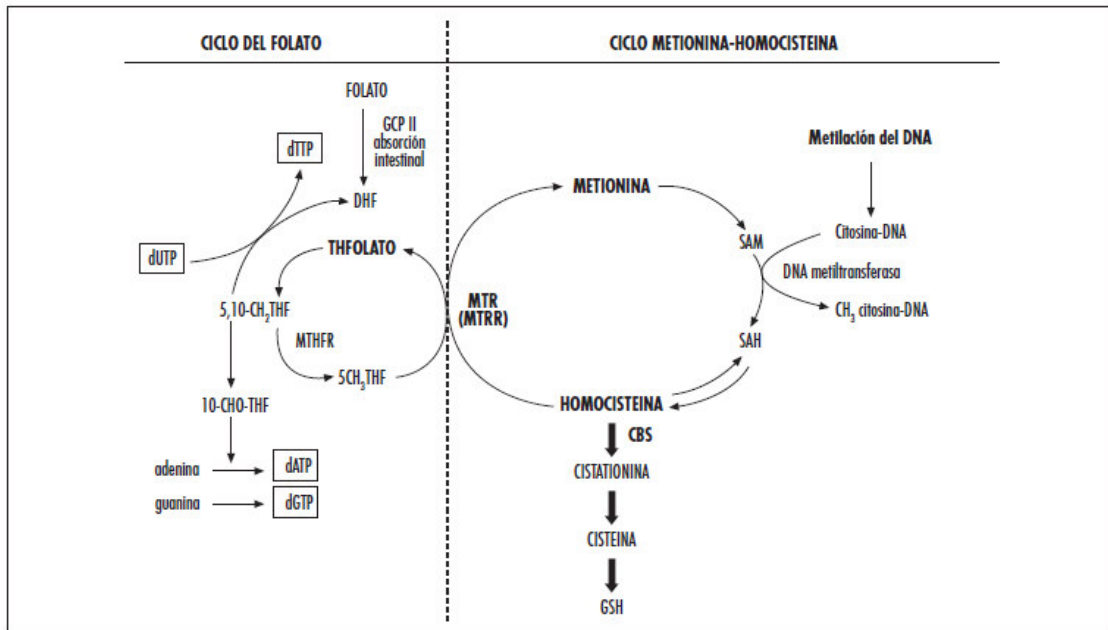 CICLO DEL FOLATO
FOLATO
GCP II
absorción
intestinal
dTTP
DHF
dUTP
THFOLATO
5,10-CH₂THF
MTHFR
5CH₃THF
10-CHO-THF
adenina
dATP
guanina
dGTP
MTR
(MTRR)
CICLO METIONINA-HOMOCISTEINA
METIONINA
Metilación del DNA
SAM
Citosina-DNA
DNA metiltransferasa
CH₃ citosina-DNA
SAH
HOMOCISTEINA
CBS
CISTATIONINA
CISTEINA
GSH